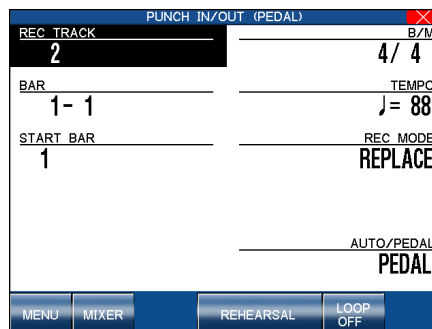 PUNCH IN/OUT (PEDAL)
REC TRACK
2
B/M
4/ 4
BAR
1- 1
TEMPO
♩= 88
START BAR
1
REC MODE
REPLACE
AUTO/PEDAL
PEDAL
MENU
MIXER
REHEARSAL
LOOP
OFF